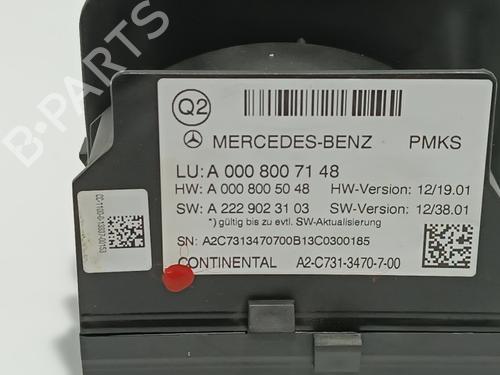 Q2
MERCEDES-BENZ PMKS
LU: A 000 800 71 48
HW: A 000 800 50 48 HW-Version: 12/19.01
SW: A 222 902 31 03 SW-Version: 12/38.01
*) gültig bis zu evtl. SW-Aktualisierung
SN: A2C7313470700B13C0300185
CONTINENTAL A2-C731-3470-7-00
B-PARTS